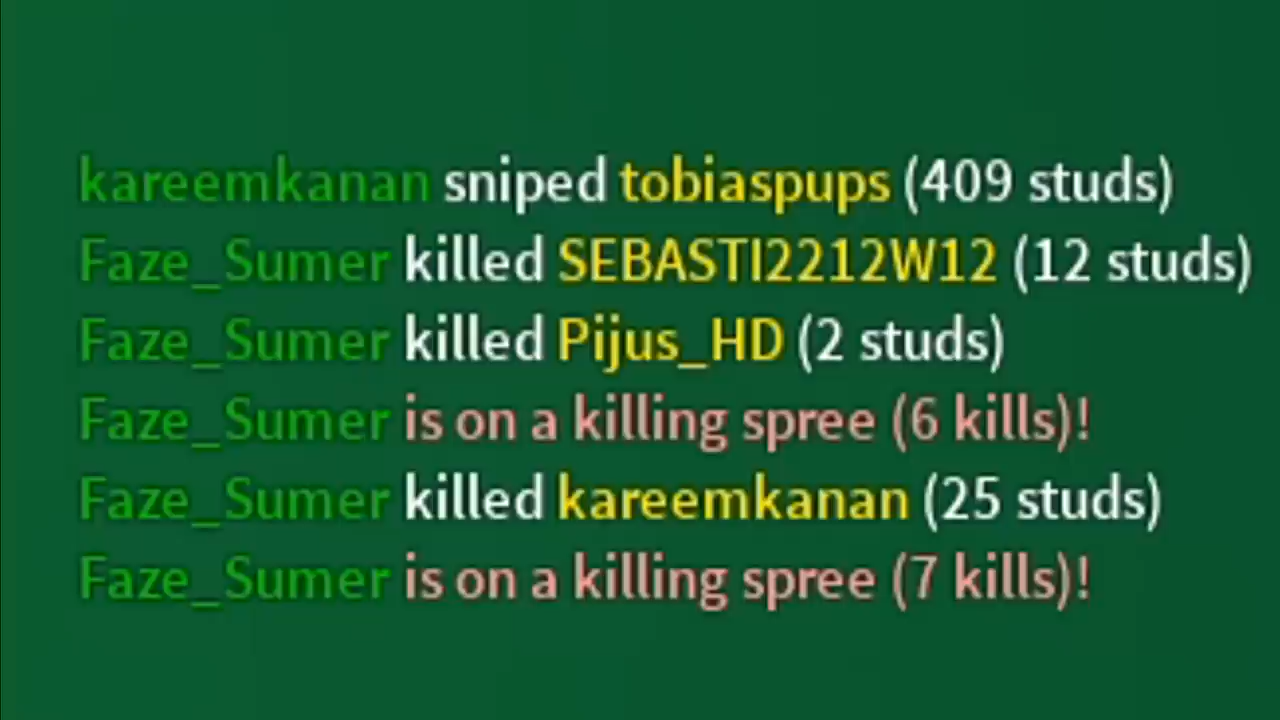 kareemkanan sniped tobiaspups (409 studs)
Faze_Sumer killed SEBASTI2212W12 (12 studs)
Faze_Sumer killed Pijus_HD (2 studs)
Faze_Sumer is on a killing spree (6 kills)!
Faze_Sumer killed kareemkanan (25 studs)
Faze_Sumer is on a killing spree (7 kills)!